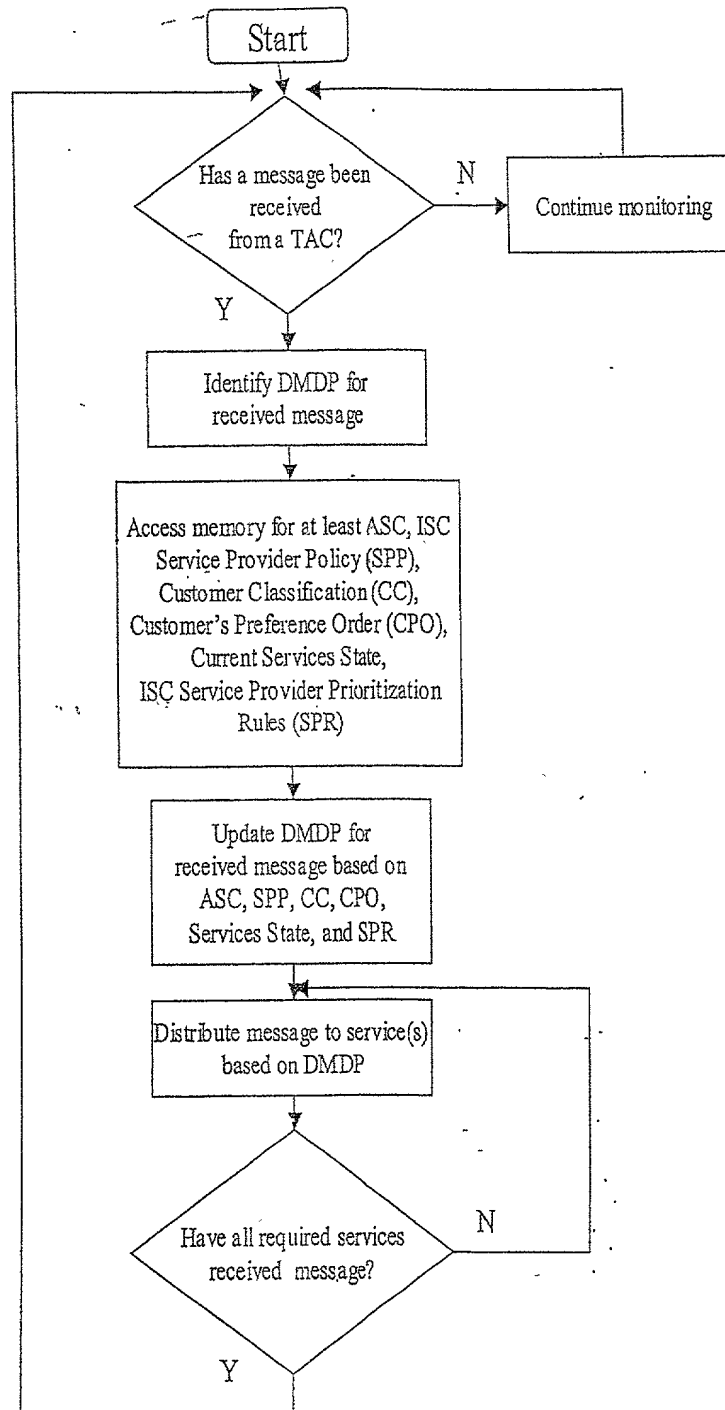 Start
Has a message been
received
from a TAC?
N
Continue monitoring
Y
Identify DMDP for
received message
Access memory for at least ASC, ISC
Service Provider Policy (SPP),
Customer Classification (CC),
Customer's Preference Order (CPO),
Current Services State,
ISC Service Provider Prioritization
Rules (SPR)
Update DMDP for
received message based on
ASC, SPP, CC, CPO,
Services State, and SPR
Distribute message to service(s)
based on DMDP
Have all required services
received message?
N
Y